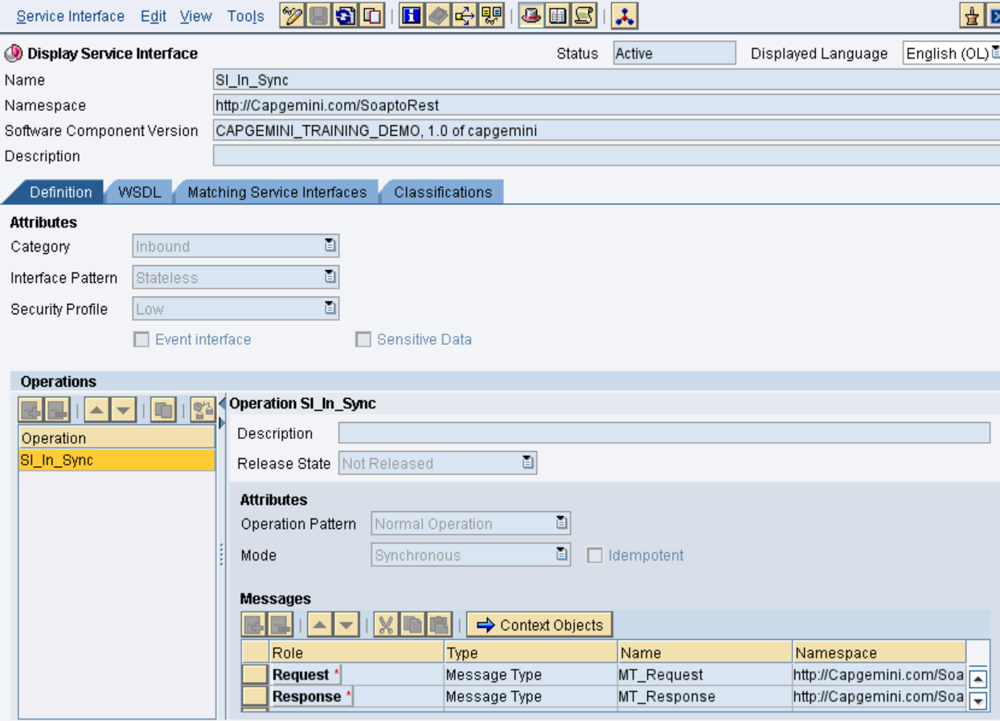 Service Interface Edit View Tools
Display Service Interface Status Active Displayed Language English (OL)
Name SI_In_Sync
Namespace http://Capgemini.com/SoaptoRest
Software Component Version CAPGEMINI_TRAINING_DEMO, 1.0 of capgemini
Description
Definition WSDL Matching Service Interfaces Classifications
Attributes
Category Inbound
Interface Pattern Stateless
Security Profile Low
Event interface Sensitive Data
Operations
Operation SI_In_Sync
Operation
Description
SI_In_Sync
Release State Not Released
Attributes
Operation Pattern Normal Operation
Mode Synchronous Idempotent
Messages
Context Objects
Role Type Name Namespace
Request * Message Type MT_Request http://Capgemini.com/Soa
Response * Message Type MT_Response http://Capgemini.com/Soa